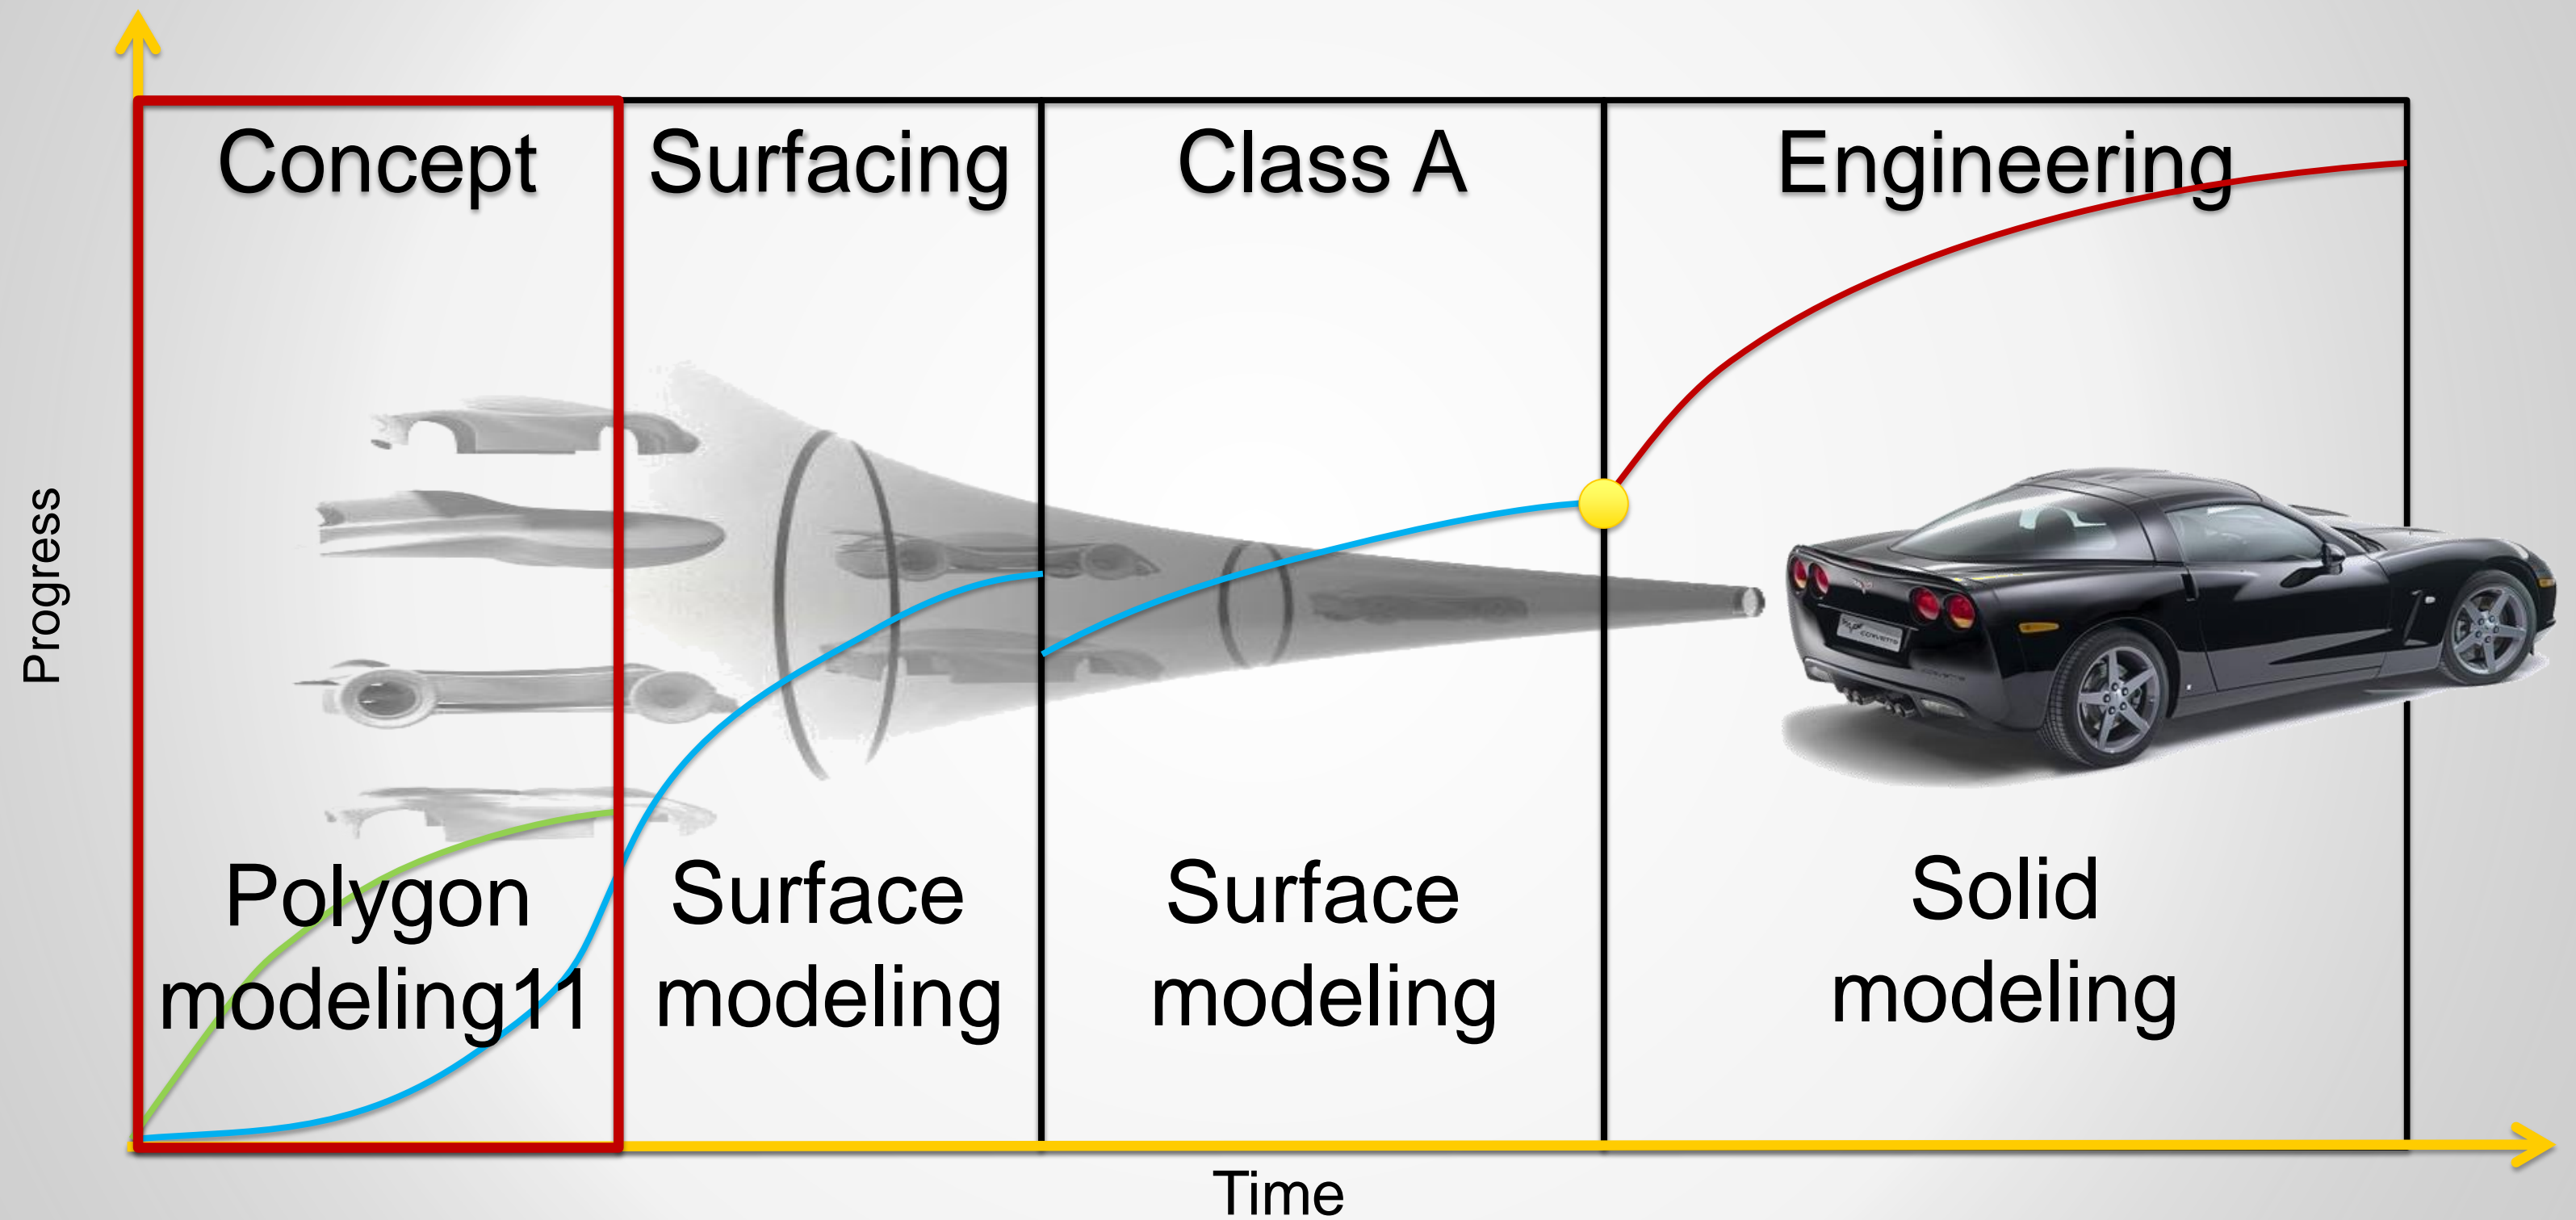 Concept
Surfacing
Class A
Engineering
Progress
Polygon
modeling11
Surface
modeling
Surface
modeling
Solid
modeling
Time